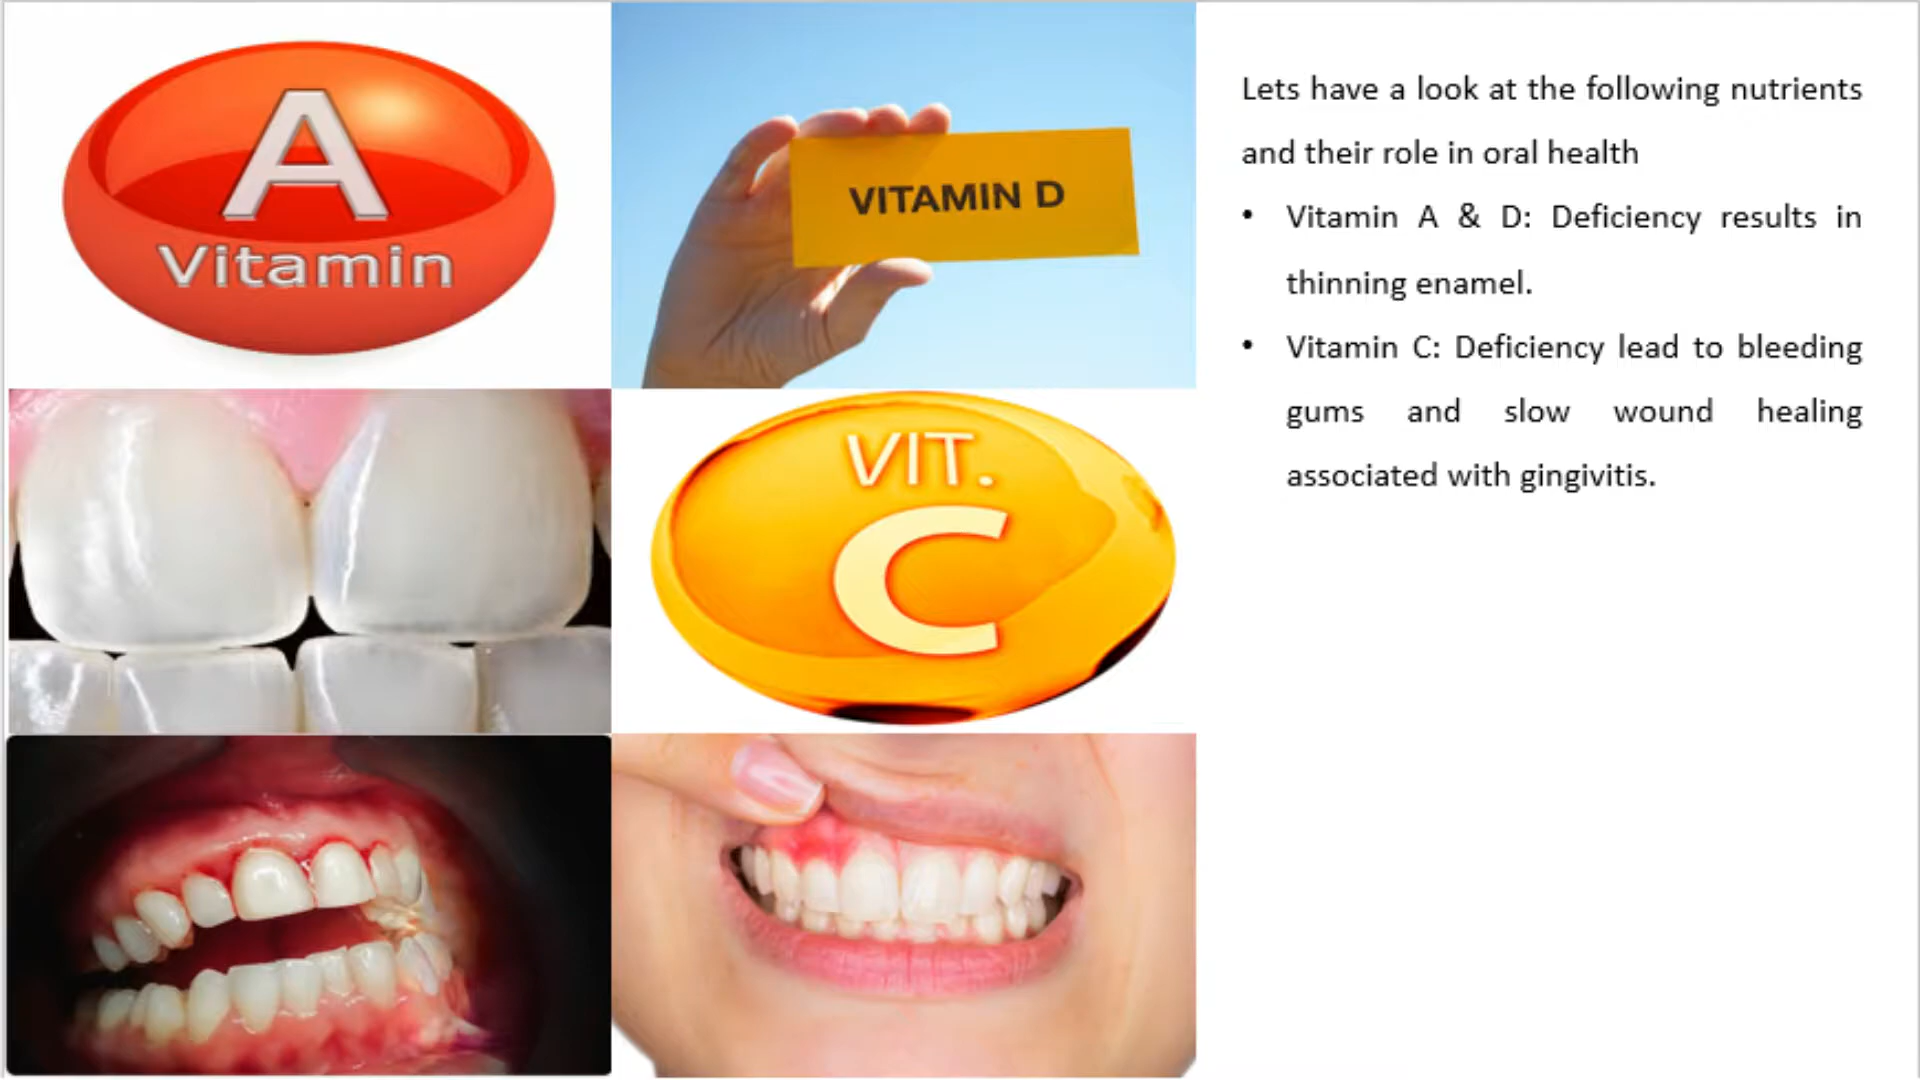 A
Vitamin
VITAMIN D
VIT.
C
Lets have a look at the following nutrients
and their role in oral health
• Vitamin A & D: Deficiency results in
thinning enamel.
• Vitamin C: Deficiency lead to bleeding
gums and slow wound healing
associated with gingivitis.